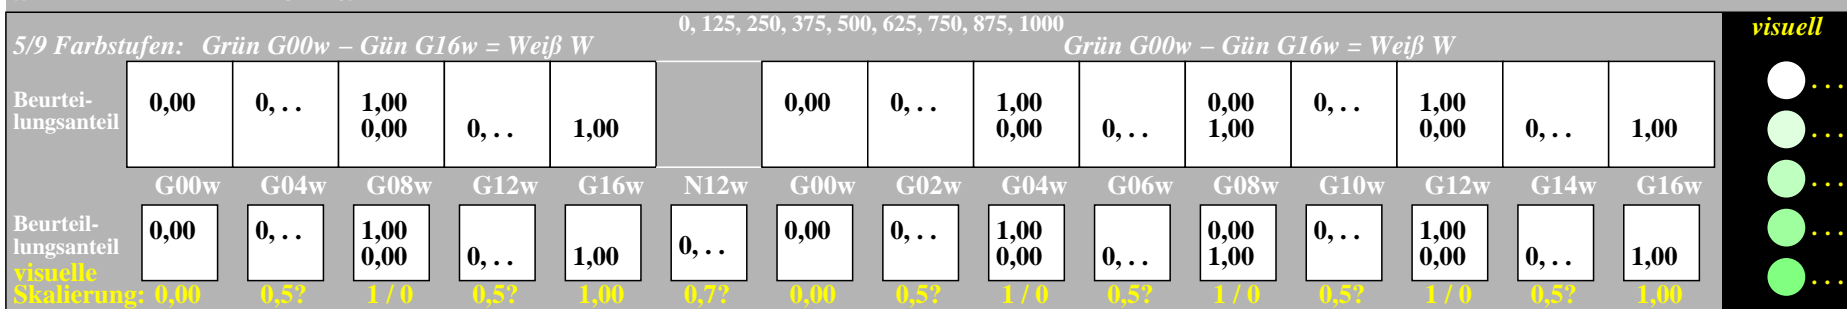 0, 125, 250, 375, 500, 625, 750, 875, 1000
5/9 Farbstufen: Grün G00w – Gün G16w = Weiß W
Grün G00w – Gün G16w = Weiß W
visuell
Beurtei-
lungsanteil
0,00 0, . . 1,00 0,00 0, . . 1,00
0,00 0, . . 1,00 0,00 0, . . 0,00 1,00 0, . . 1,00 0,00 0, . . 1,00
G00w G04w G08w G12w G16w N12w G00w G02w G04w G06w G08w G10w G12w G14w G16w
Beurteil-
lungsanteil
0,00 0, . . 1,00 0,00 0, . . 1,00 0, . . 0,00 0, . . 1,00 0,00 0, . . 0,00 1,00 0, . . 1,00 0,00 0, . . 1,00
visuelle
Skalierung: 0,00 0,5? 1 / 0 0,5? 1,00 0,7? 0,00 0,5? 1 / 0 0,5? 1 / 0 0,5? 1 / 0 0,5? 1,00
. . .
. . .
. . .
. . .
. . .